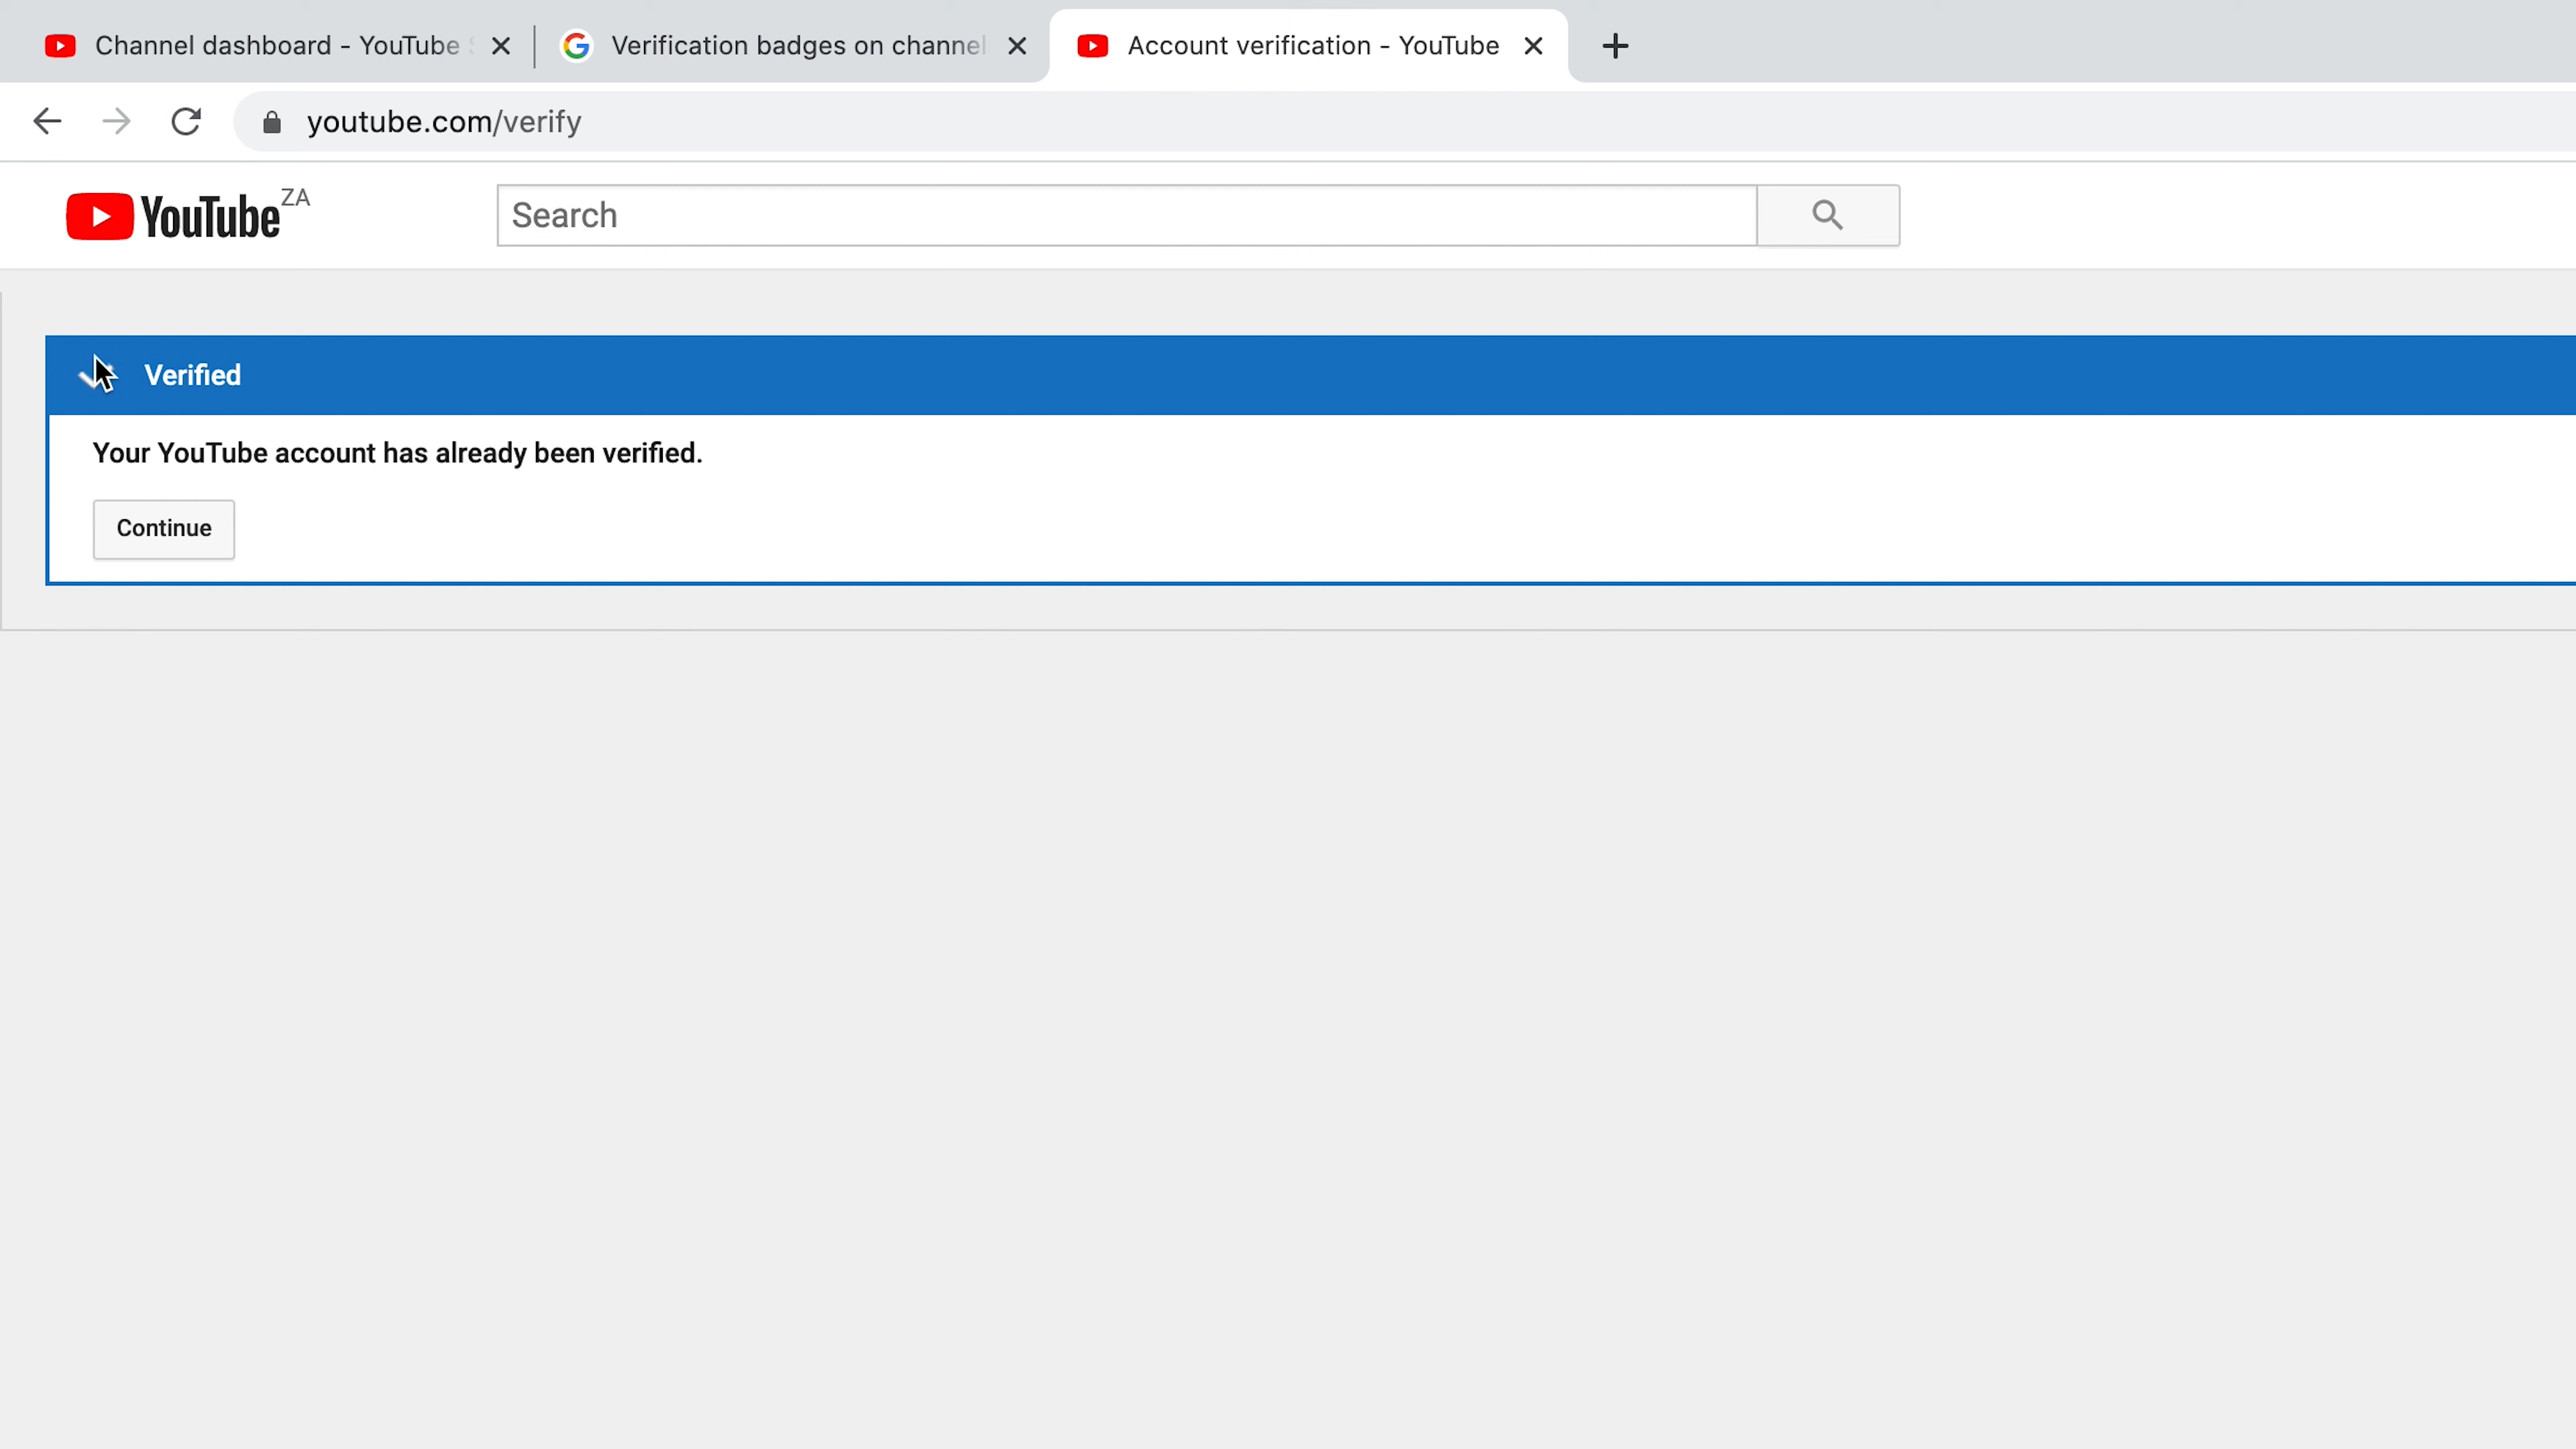 Channel dashboard - YouTube
Verification badges on channel
Account verification - YouTube
youtube.com/verify
YouTube ZA
Search
Verified
Your YouTube account has already been verified.
Continue